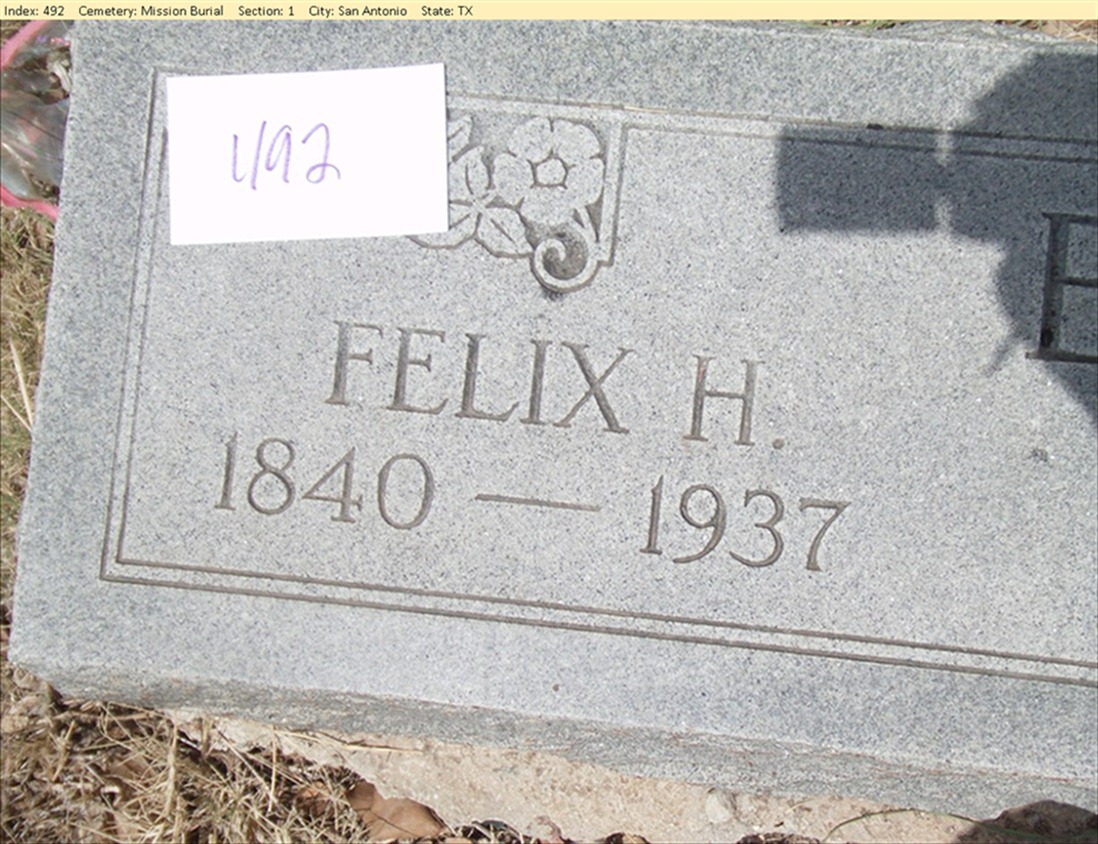 Index: 492 Cemetery: Mission Burial Section: 1 City: San Antonio State: TX
492
FELIX H.
1840 — 1937